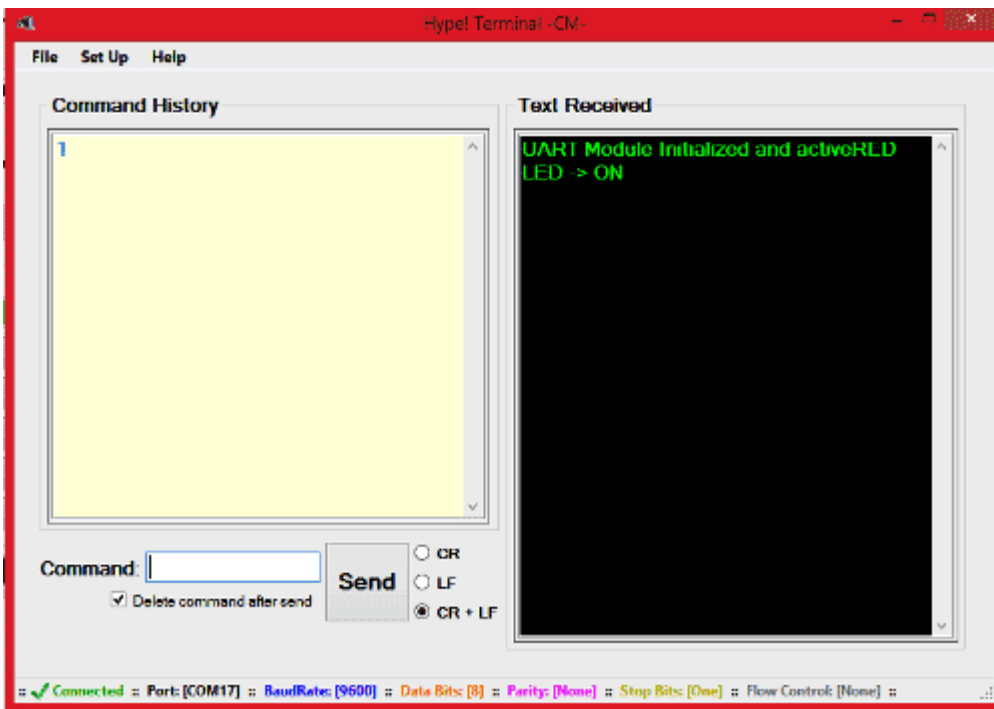 Hype! Terminal -CM-
File Set Up Help
Command History
1
Text Received
UART Module Initialized and activeRED
LED -> ON
Command:
Delete command after send
Send
CR
LF
CR + LF
:: Connected :: Port: [COM17] :: BaudRate: [9600] :: Data Bits: [8] :: Parity: [None] :: Stop Bits: [One] :: Flow Control: [None] ::